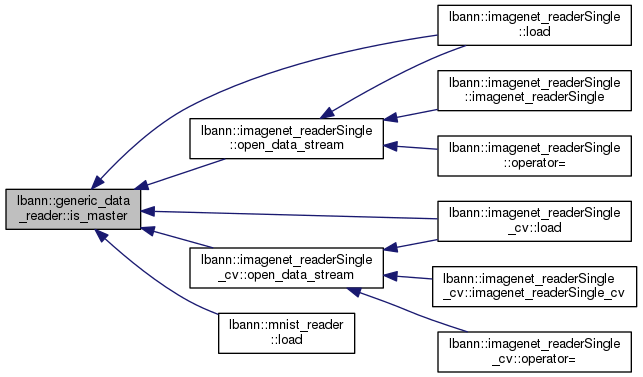 lbann::imagenet_readerSingle
::load
lbann::imagenet_readerSingle
::imagenet_readerSingle
lbann::imagenet_readerSingle
::open_data_stream
lbann::imagenet_readerSingle
::operator=
lbann::generic_data
_reader::is_master
lbann::imagenet_readerSingle
_cv::load
lbann::imagenet_readerSingle
_cv::open_data_stream
lbann::imagenet_readerSingle
_cv::imagenet_readerSingle_cv
lbann::mnist_reader
::load
lbann::imagenet_readerSingle
_cv::operator=